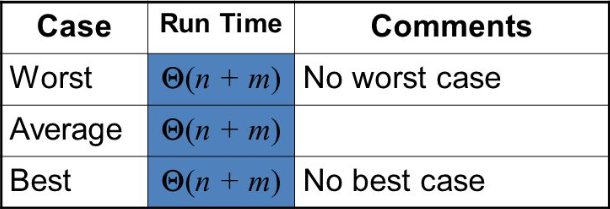 Case Run Time Comments
Worst Θ(n + m) No worst case
Average Θ(n + m)
Best Θ(n + m) No best case